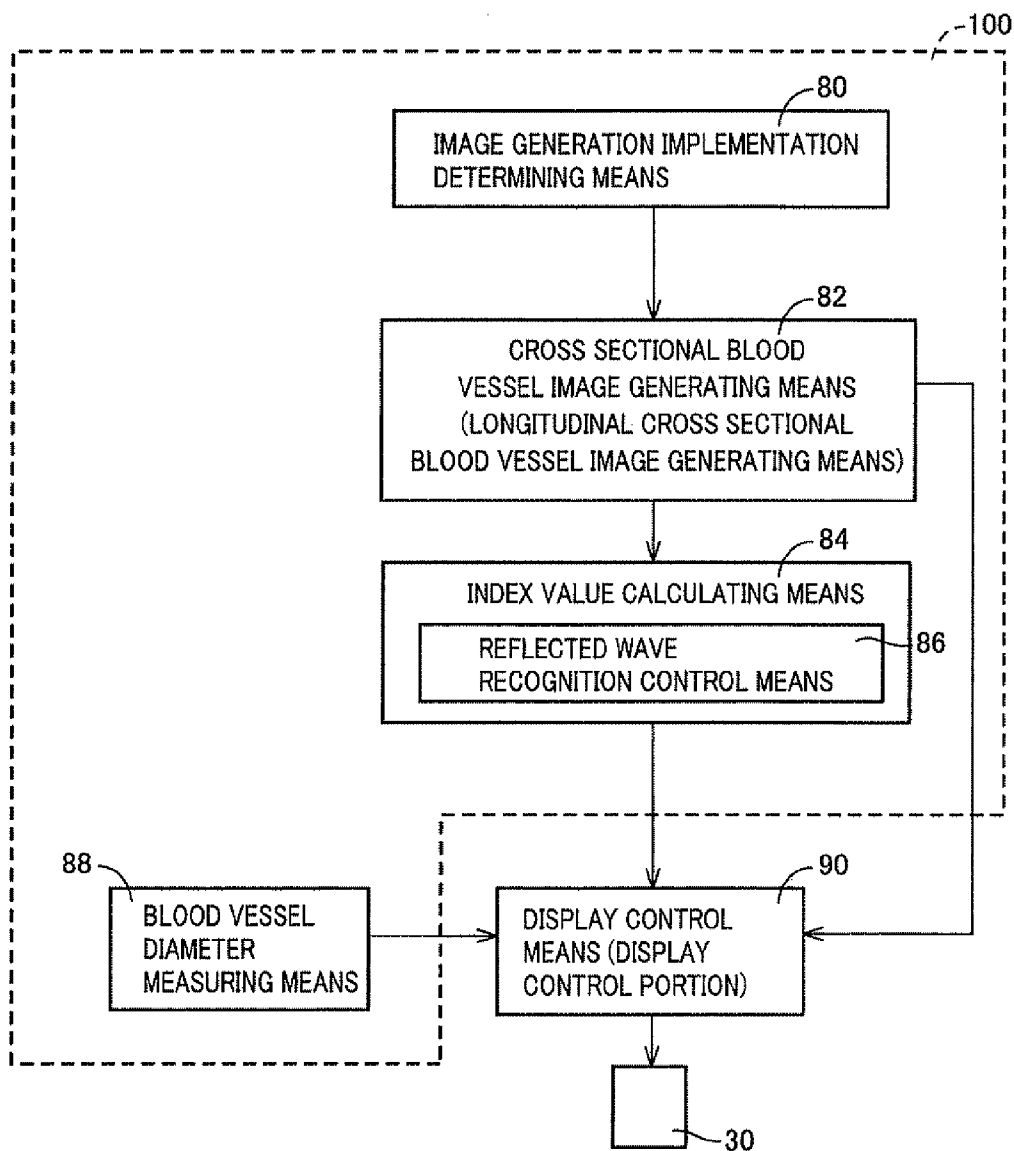 100
80
IMAGE GENERATION IMPLEMENTATION
DETERMINING MEANS
82
CROSS SECTIONAL BLOOD
VESSEL IMAGE GENERATING MEANS
(LONGITUDINAL CROSS SECTIONAL
BLOOD VESSEL IMAGE GENERATING MEANS)
84
INDEX VALUE CALCULATING MEANS
REFLECTED WAVE
RECOGNITION CONTROL MEANS
86
88
BLOOD VESSEL
DIAMETER
MEASURING MEANS
90
DISPLAY CONTROL
MEANS (DISPLAY
CONTROL PORTION)
30